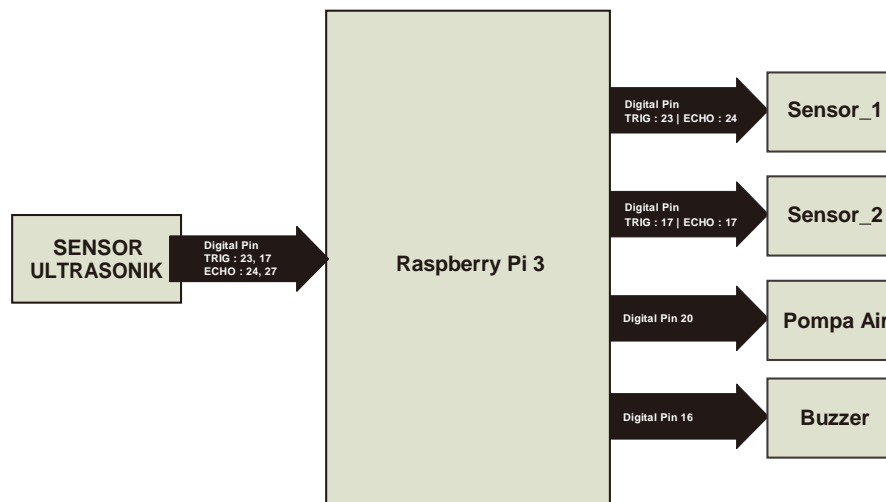 SENSOR
ULTRASONIK
Digital Pin
TRIG : 23, 17
ECHO : 24, 27
Raspberry Pi 3
Digital Pin
TRIG : 23 | ECHO : 24
Sensor_1
Digital Pin
TRIG : 17 | ECHO : 17
Sensor_2
Digital Pin 20
Pompa Air
Digital Pin 16
Buzzer